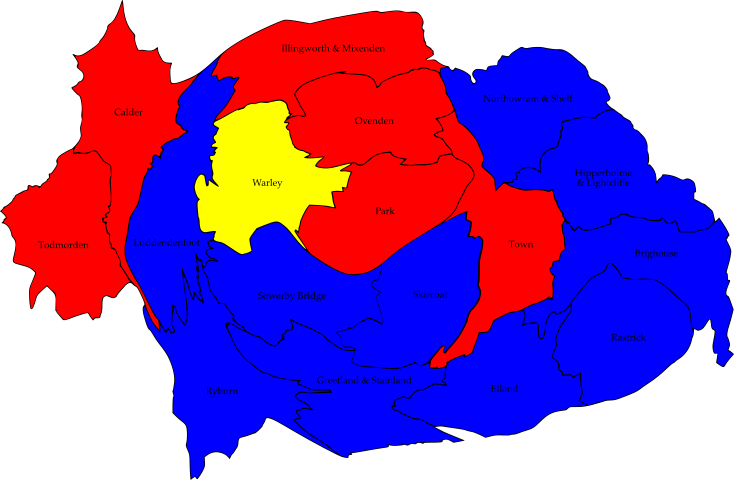 Illingworth & Mixenden
Northowram & Shelf
Calder
Ovenden
Hipperholme
& Lightcliffe
Warley
Park
Todmorden
Luddendenfoot
Town
Brighouse
Sowerby Bridge
Skircoat
Rastrick
Greetland & Stainland
Ryburn
Elland